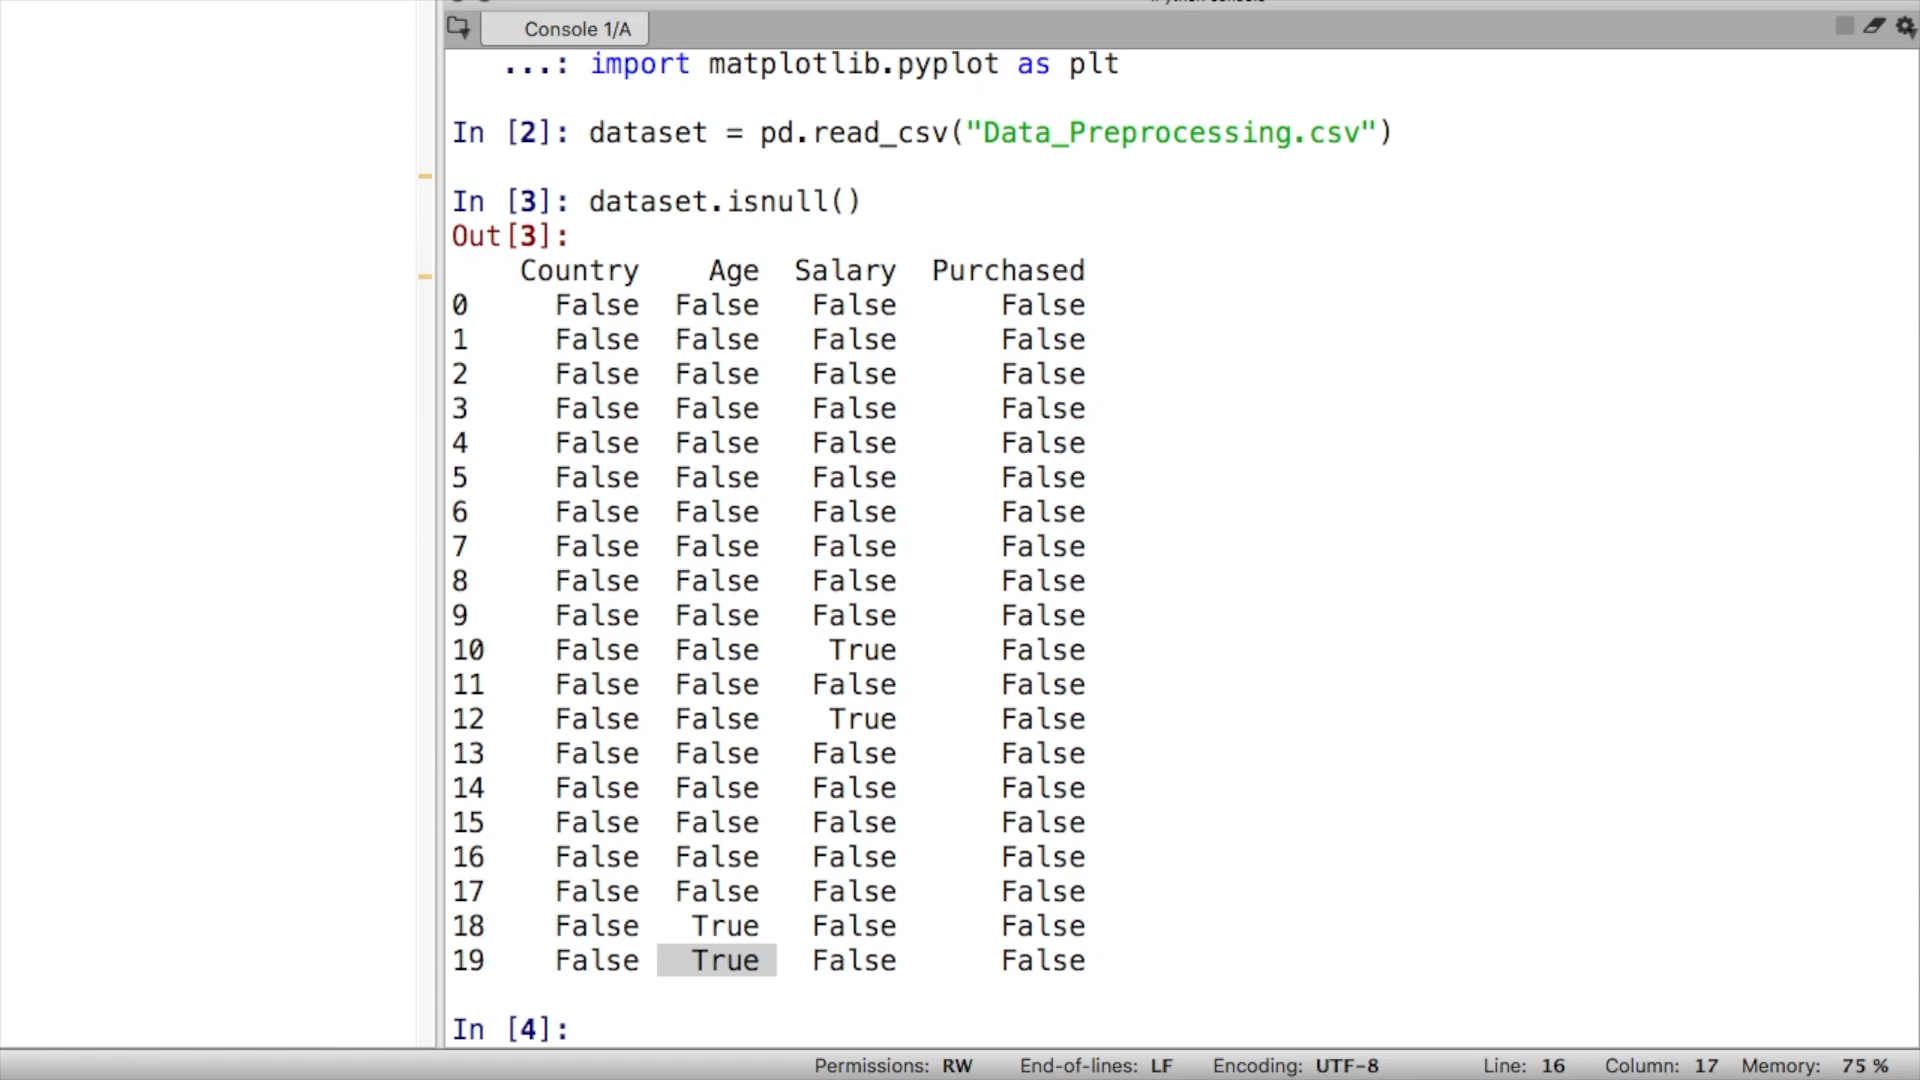 Console 1/A
...: import matplotlib.pyplot as plt
In [2]: dataset = pd.read_csv("Data_Preprocessing.csv")
In [3]: dataset.isnull()
Out[3]:
Country Age Salary Purchased
0 False False False False
1 False False False False
2 False False False False
3 False False False False
4 False False False False
5 False False False False
6 False False False False
7 False False False False
8 False False False False
9 False False False False
10 False False True False
11 False False False False
12 False False True False
13 False False False False
14 False False False False
15 False False False False
16 False False False False
17 False False False False
18 False True False False
19 False True False False
In [4]:
Permissions: RW End-of-lines: LF Encoding: UTF-8 Line: 16 Column: 17 Memory: 75 %